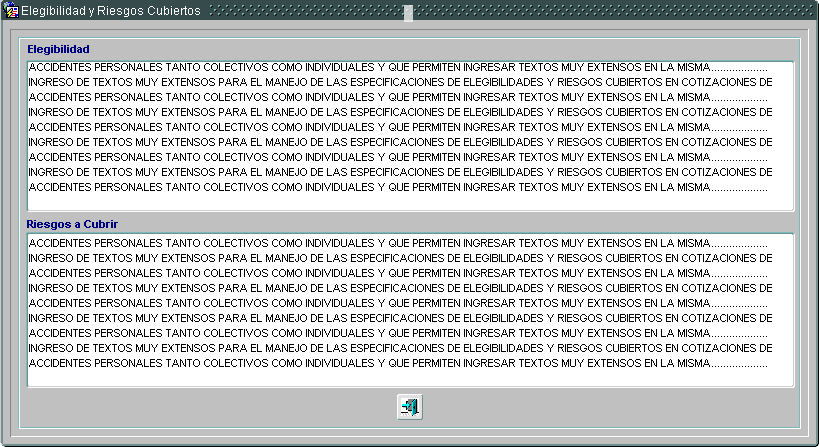 Elegibilidad y Riesgos Cubiertos
Elegibilidad
ACCIDENTES PERSONALES TANTO COLECTIVOS COMO INDIVIDUALES Y QUE PERMITEN INGRESAR TEXTOS MUY EXTENSOS EN LA MISMA...................
INGRESO DE TEXTOS MUY EXTENSOS PARA EL MANEJO DE LAS ESPECIFICACIONES DE ELEGIBILIDADES Y RIESGOS CUBIERTOS EN COTIZACIONES DE
ACCIDENTES PERSONALES TANTO COLECTIVOS COMO INDIVIDUALES Y QUE PERMITEN INGRESAR TEXTOS MUY EXTENSOS EN LA MISMA...................
INGRESO DE TEXTOS MUY EXTENSOS PARA EL MANEJO DE LAS ESPECIFICACIONES DE ELEGIBILIDADES Y RIESGOS CUBIERTOS EN COTIZACIONES DE
ACCIDENTES PERSONALES TANTO COLECTIVOS COMO INDIVIDUALES Y QUE PERMITEN INGRESAR TEXTOS MUY EXTENSOS EN LA MISMA...................
INGRESO DE TEXTOS MUY EXTENSOS PARA EL MANEJO DE LAS ESPECIFICACIONES DE ELEGIBILIDADES Y RIESGOS CUBIERTOS EN COTIZACIONES DE
ACCIDENTES PERSONALES TANTO COLECTIVOS COMO INDIVIDUALES Y QUE PERMITEN INGRESAR TEXTOS MUY EXTENSOS EN LA MISMA...................
INGRESO DE TEXTOS MUY EXTENSOS PARA EL MANEJO DE LAS ESPECIFICACIONES DE ELEGIBILIDADES Y RIESGOS CUBIERTOS EN COTIZACIONES DE
ACCIDENTES PERSONALES TANTO COLECTIVOS COMO INDIVIDUALES Y QUE PERMITEN INGRESAR TEXTOS MUY EXTENSOS EN LA MISMA...................
Riesgos a Cubrir
ACCIDENTES PERSONALES TANTO COLECTIVOS COMO INDIVIDUALES Y QUE PERMITEN INGRESAR TEXTOS MUY EXTENSOS EN LA MISMA...................
INGRESO DE TEXTOS MUY EXTENSOS PARA EL MANEJO DE LAS ESPECIFICACIONES DE ELEGIBILIDADES Y RIESGOS CUBIERTOS EN COTIZACIONES DE
ACCIDENTES PERSONALES TANTO COLECTIVOS COMO INDIVIDUALES Y QUE PERMITEN INGRESAR TEXTOS MUY EXTENSOS EN LA MISMA...................
INGRESO DE TEXTOS MUY EXTENSOS PARA EL MANEJO DE LAS ESPECIFICACIONES DE ELEGIBILIDADES Y RIESGOS CUBIERTOS EN COTIZACIONES DE
ACCIDENTES PERSONALES TANTO COLECTIVOS COMO INDIVIDUALES Y QUE PERMITEN INGRESAR TEXTOS MUY EXTENSOS EN LA MISMA...................
INGRESO DE TEXTOS MUY EXTENSOS PARA EL MANEJO DE LAS ESPECIFICACIONES DE ELEGIBILIDADES Y RIESGOS CUBIERTOS EN COTIZACIONES DE
ACCIDENTES PERSONALES TANTO COLECTIVOS COMO INDIVIDUALES Y QUE PERMITEN INGRESAR TEXTOS MUY EXTENSOS EN LA MISMA...................
INGRESO DE TEXTOS MUY EXTENSOS PARA EL MANEJO DE LAS ESPECIFICACIONES DE ELEGIBILIDADES Y RIESGOS CUBIERTOS EN COTIZACIONES DE
ACCIDENTES PERSONALES TANTO COLECTIVOS COMO INDIVIDUALES Y QUE PERMITEN INGRESAR TEXTOS MUY EXTENSOS EN LA MISMA...................